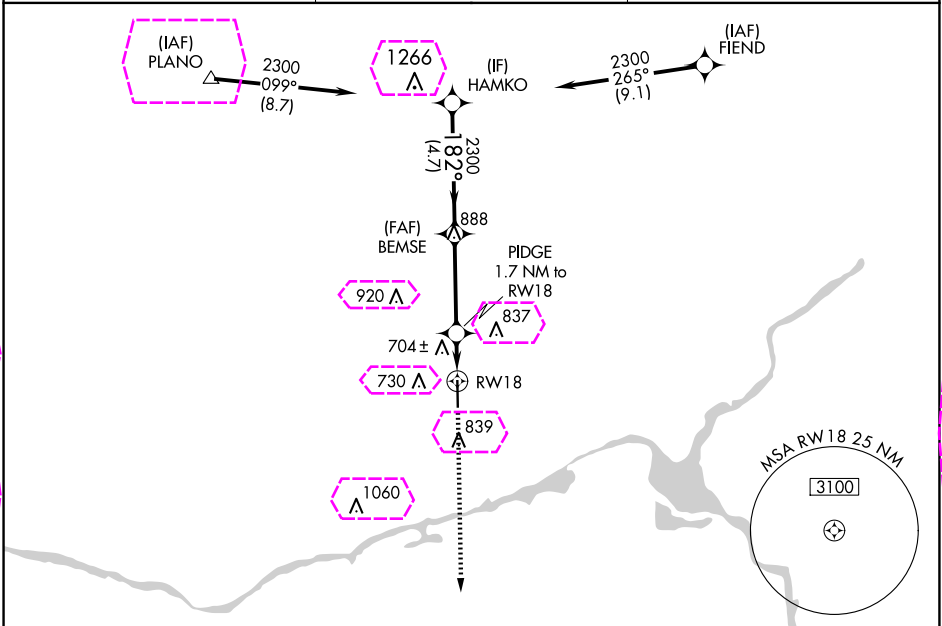 (IAF)
PLANO
2300
099°
(8.7)
1266
(IF)
HAMKO
2300
265°
(9.1)
(IAF)
FIEND
2300
182°
(4.7)
(FAF)
BEMSE
888
PIDGE
1.7 NM to
RW18
920
837
704±
730
RW18
839
1060
MSA RW18 25 NM
3100